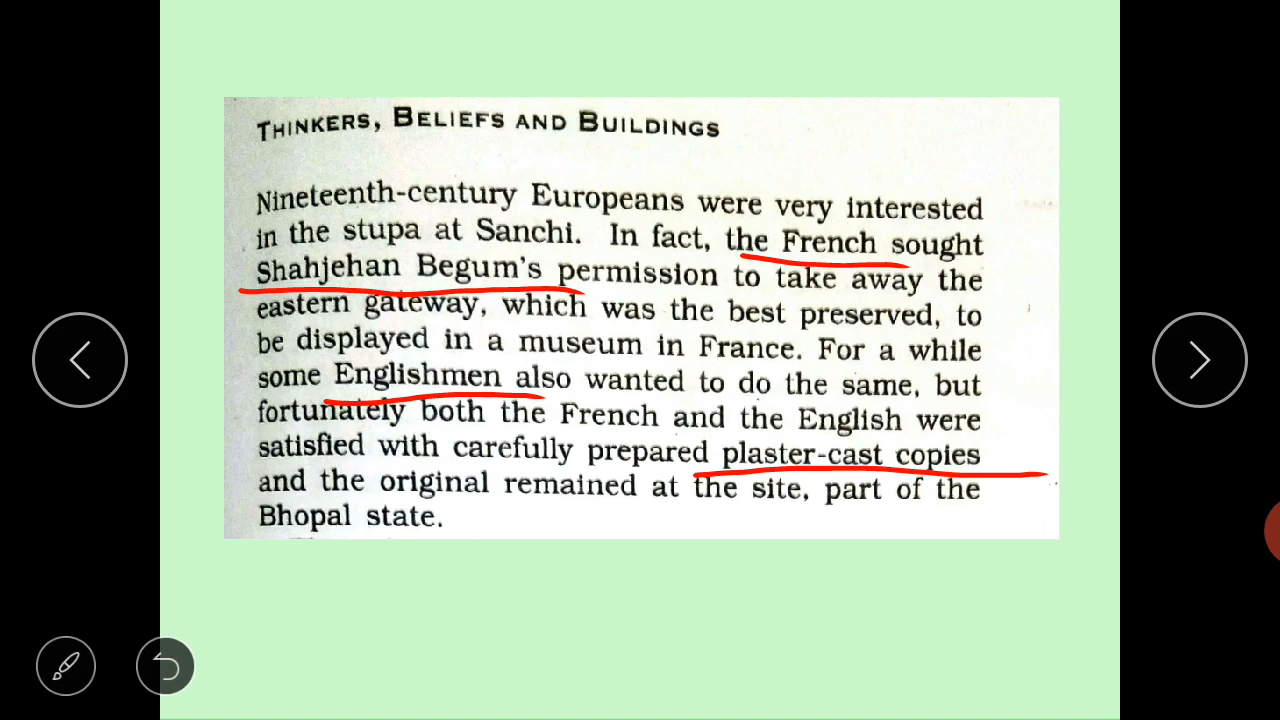 THINKERS, BELIEFS AND BUILDINGS
Nineteenth-century Europeans were very interested
in the stupa at Sanchi. In fact, the French sought
Shahjehan Begum's permission to take away the
eastern gateway, which was the best preserved, to
be displayed in a museum in France. For a while
some Englishmen also wanted to do the same, but
fortunately both the French and the English were
satisfied with carefully prepared plaster-cast copies
and the original remained at the site, part of the
Bhopal state.